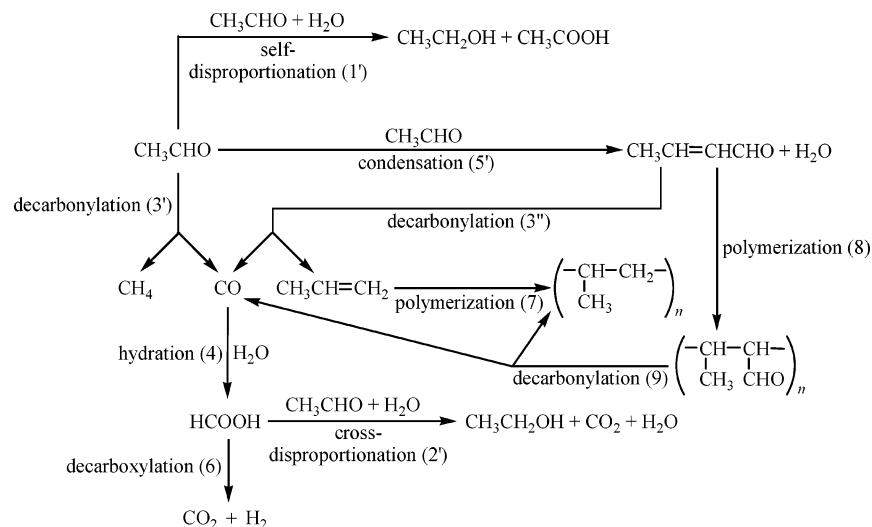 CH3CHO + H2O
self-
disproportionation (1')
CH3CH2OH + CH3COOH
CH3CHO
CH3CHO
condensation (5')
CH3CH=CHCHO + H2O
decarbonylation (3')
decarbonylation (3'')
polymerization (8)
CH4
CO
CH3CH=CH2
polymerization (7)
(-CH-CH2-)n
CH3
hydration (4) H2O
decarbonylation (9)
(-CH-CH-)n
CH3 CHO
HCOOH
CH3CHO + H2O
cross-
disproportionation (2')
CH3CH2OH + CO2 + H2O
decarboxylation (6)
CO2 + H2